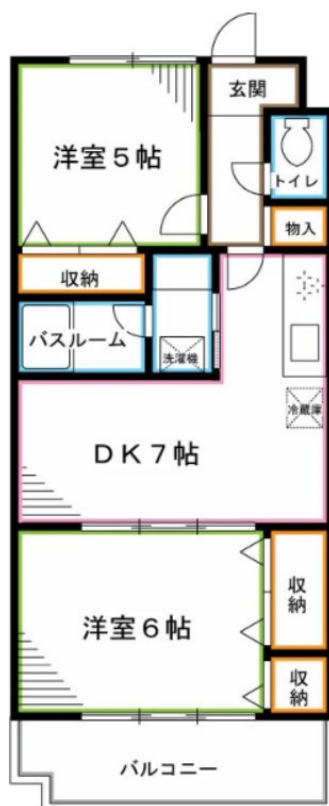 玄関
洋室5帖
トイレ
物入
収納
バスルーム
洗濯機
冷蔵庫
DK7帖
洋室6帖
収納
収納
バルコニー